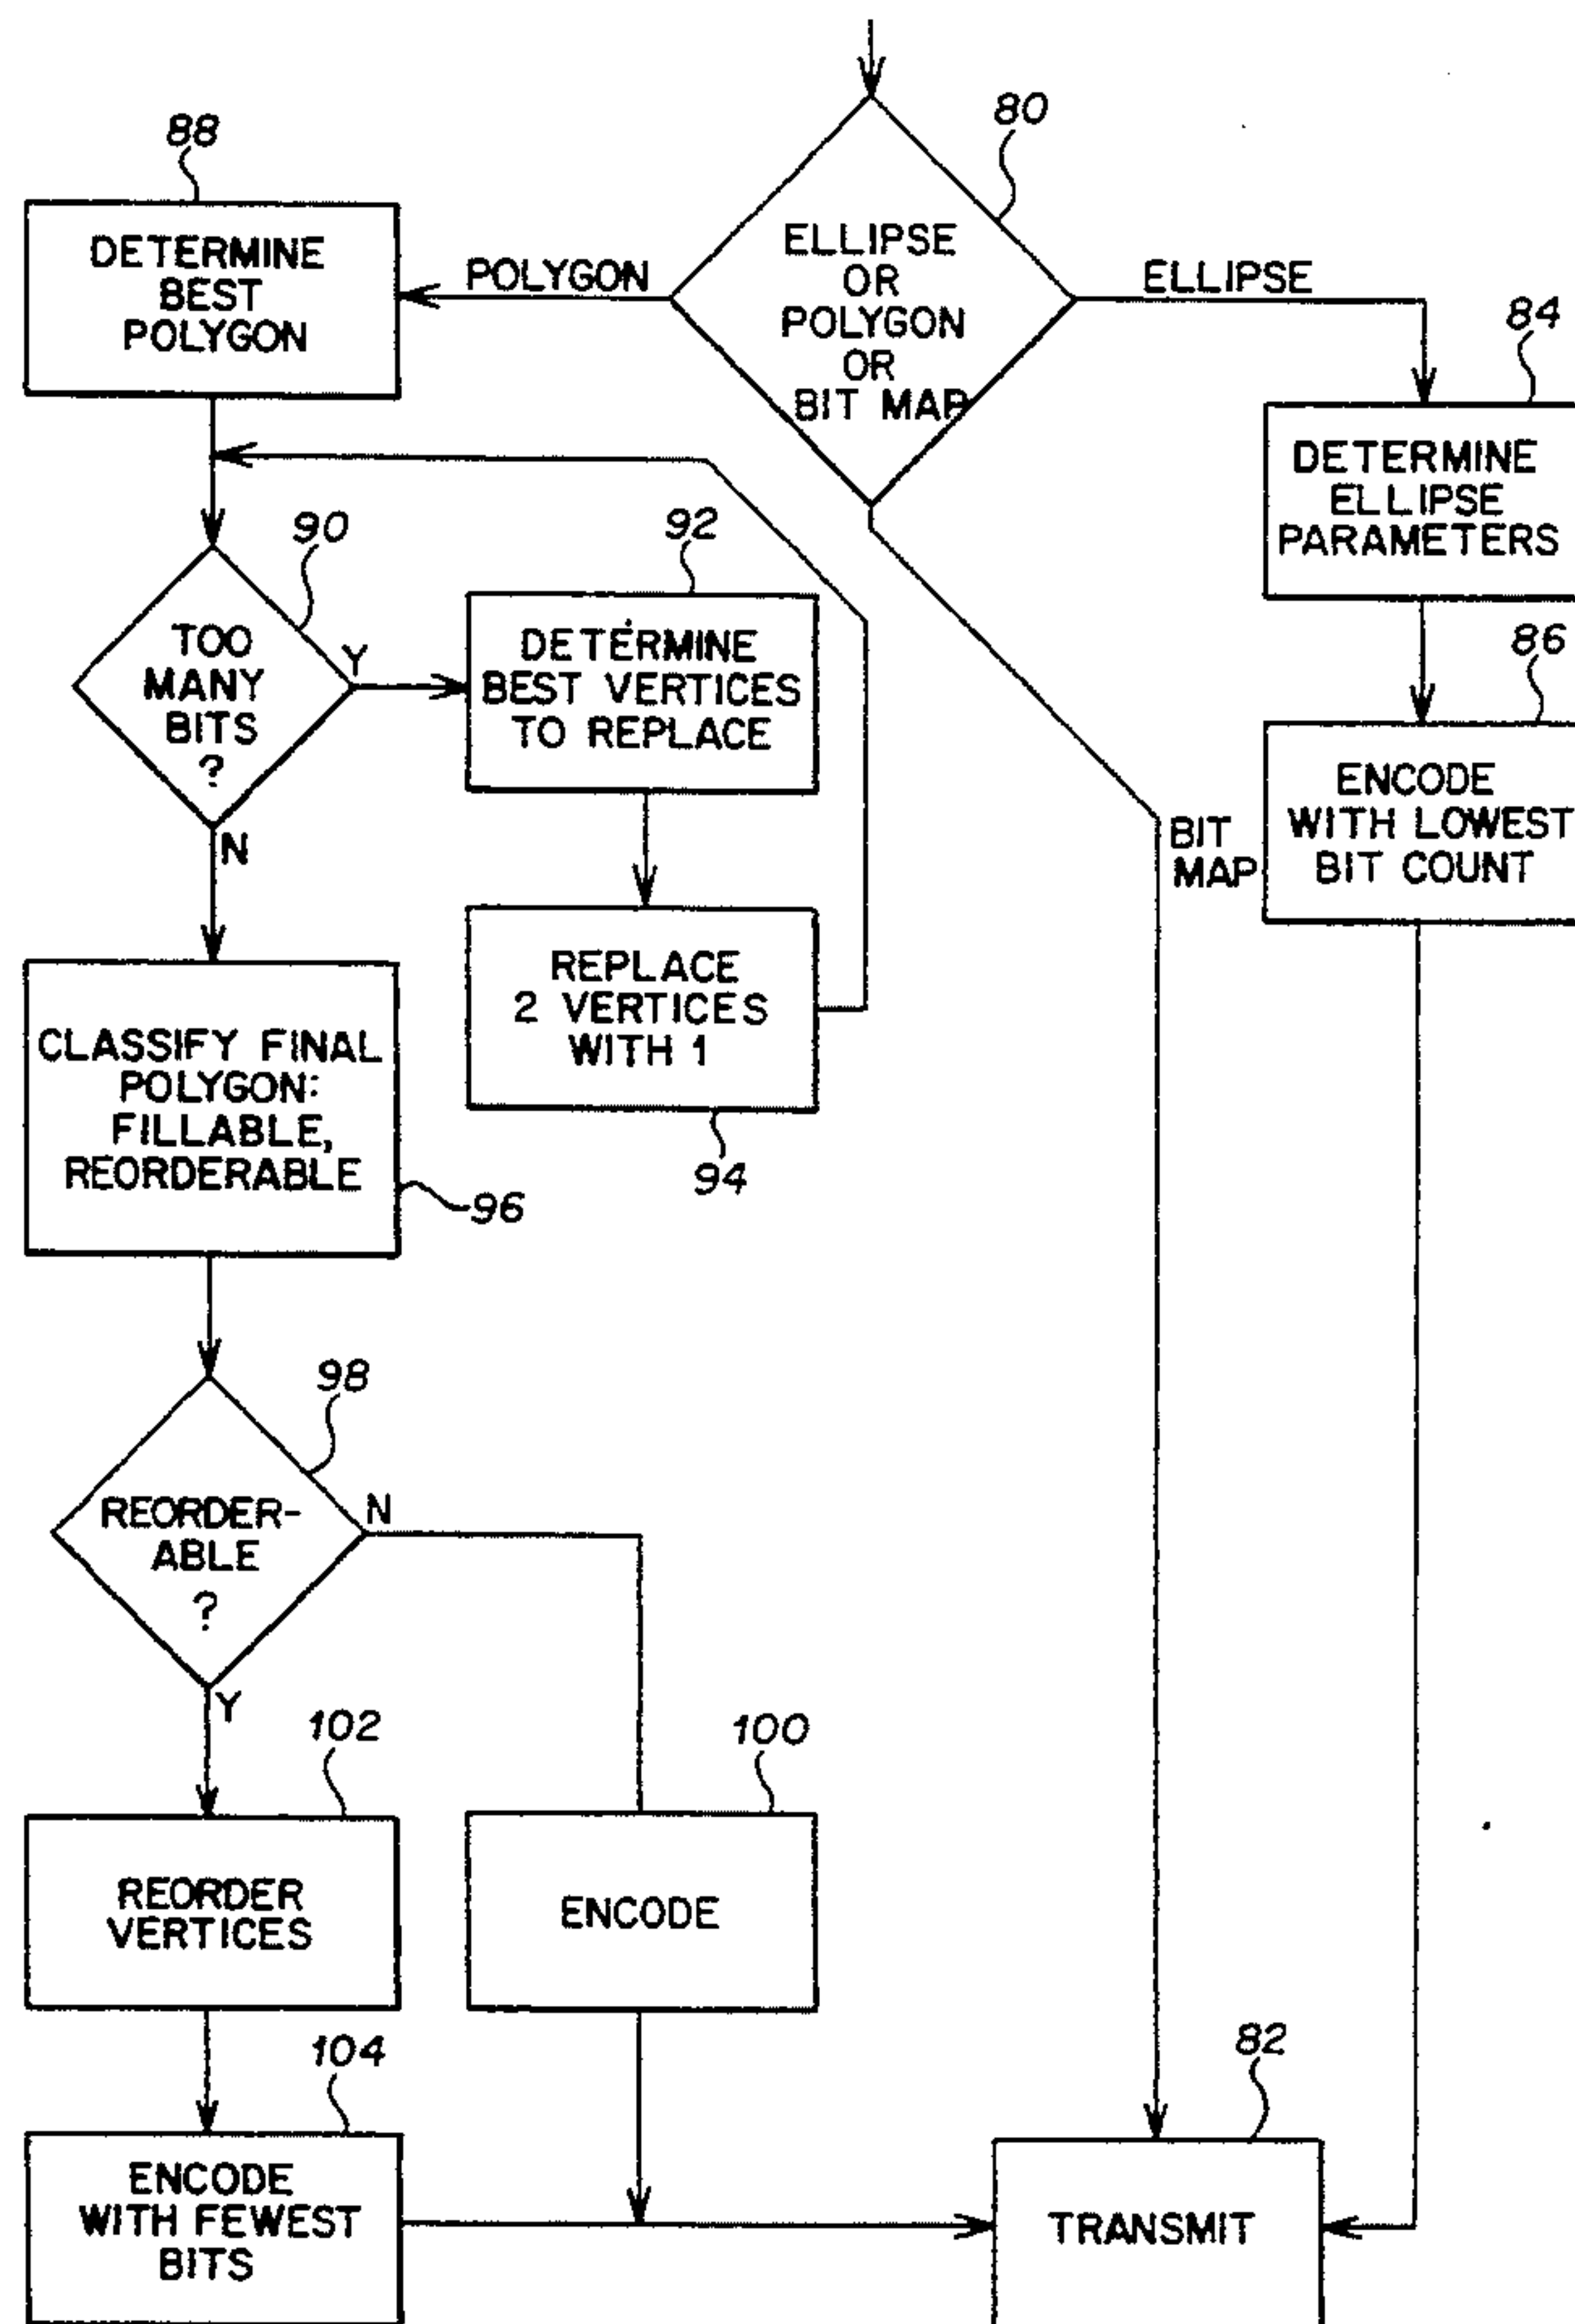 80
88
ELLIPSE
OR
POLYGON
OR
BIT MAP
DETERMINE
BEST
POLYGON
POLYGON
ELLIPSE
84
DETERMINE
ELLIPSE
PARAMETERS
90
92
TOO
MANY
BITS
?
Y
N
DETERMINE
BEST VERTICES
TO REPLACE
86
BIT
MAP
ENCODE
WITH LOWEST
BIT COUNT
REPLACE
2 VERTICES
WITH 1
94
CLASSIFY FINAL
POLYGON:
FILLABLE,
REORDERABLE
96
98
REORDER-
ABLE
?
N
Y
102
100
REORDER
VERTICES
ENCODE
104
82
ENCODE
WITH FEWEST
BITS
TRANSMIT